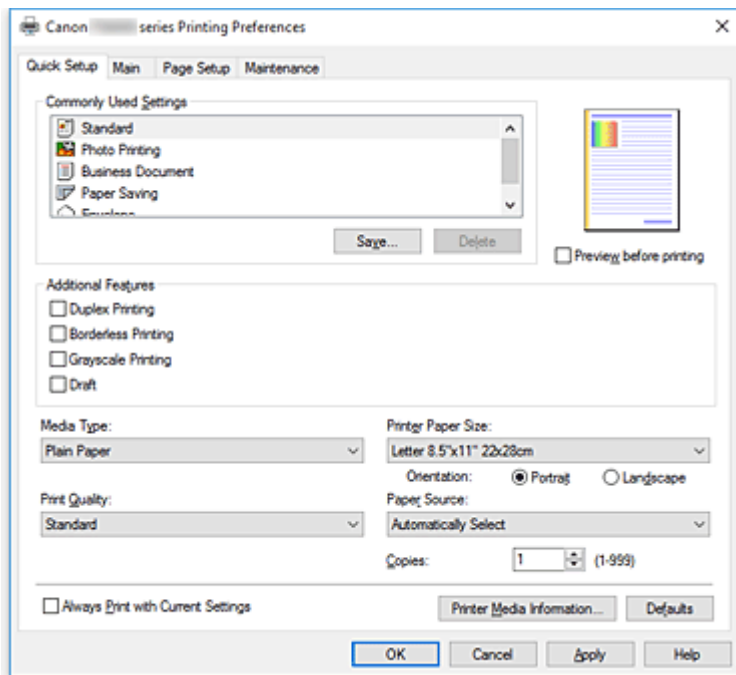 Canon series Printing Preferences
Quick Setup Main Page Setup Maintenance
Commonly Used Settings
Standard
Photo Printing
Business Document
Paper Saving
Envelope
Save... Delete
Preview before printing
Additional Features
Duplex Printing
Borderless Printing
Grayscale Printing
Draft
Media Type: Printer Paper Size:
Plain Paper Letter 8.5"x11" 22x28cm
Orientation: Portrait Landscape
Print Quality: Paper Source:
Standard Automatically Select
Copies: 1 (1-999)
Always Print with Current Settings Printer Media Information... Defaults
OK Cancel Apply Help